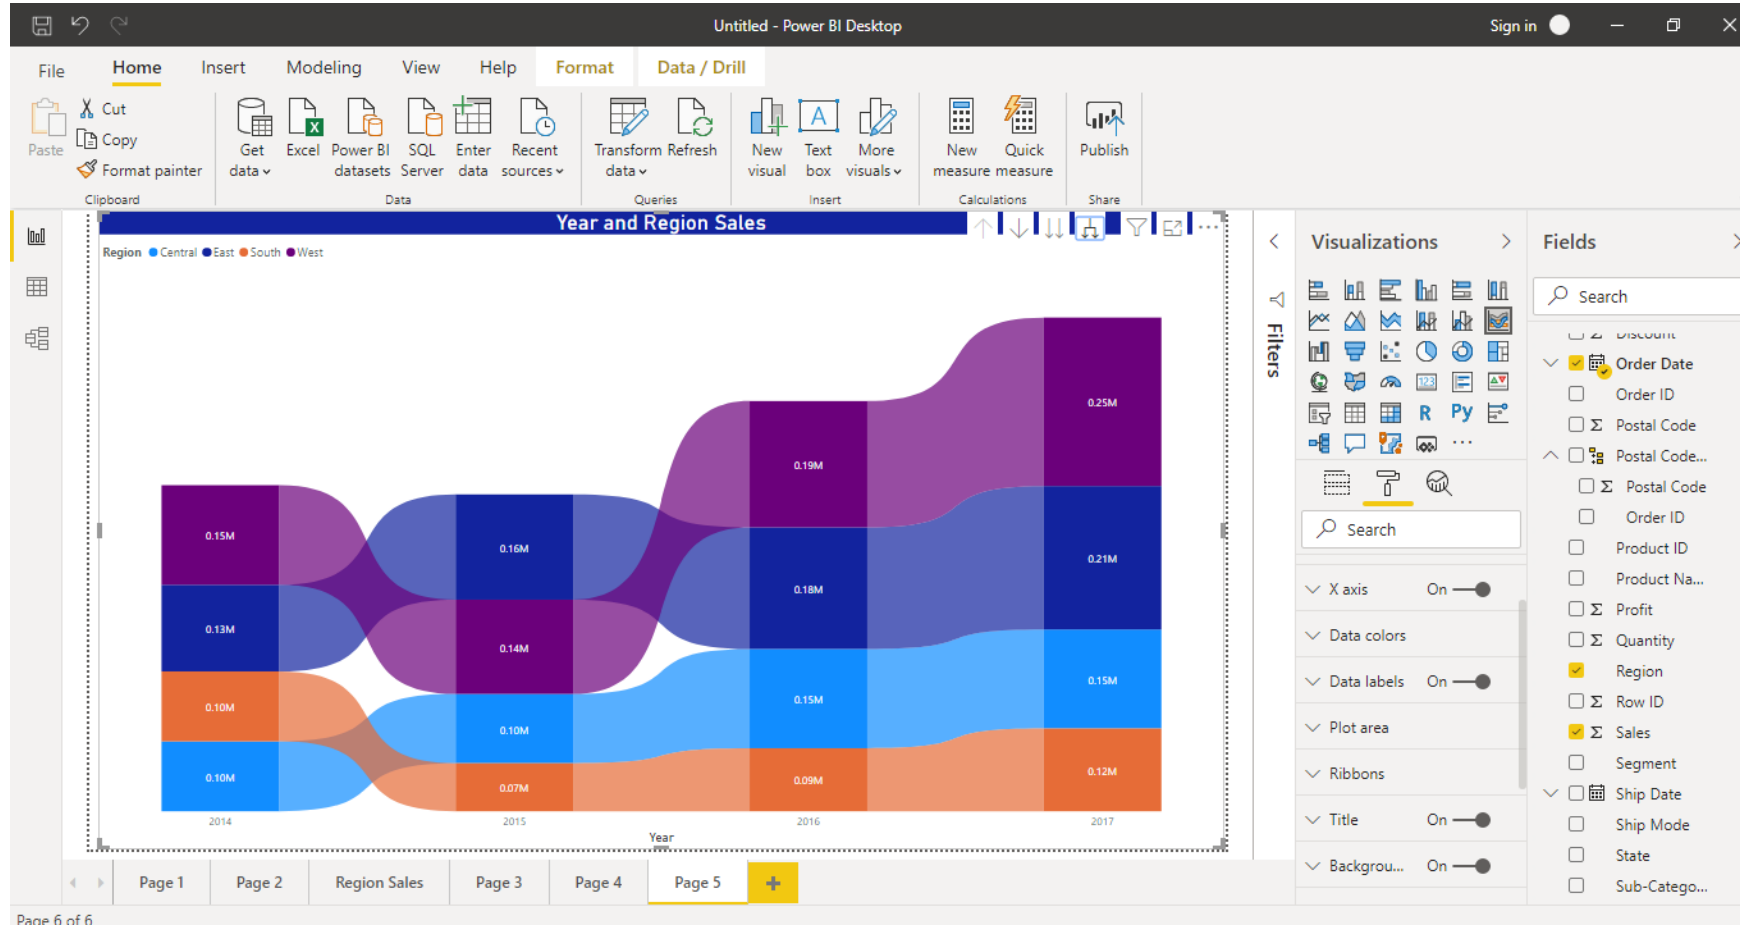 Untitled - Power BI Desktop
Sign in
File Home Insert Modeling View Help Format Data / Drill
Paste
Cut
Copy
Format painter
Clipboard
Get data
Excel
Power BI datasets
SQL Server
Enter data
Recent sources
Data
Transform data
Refresh
Queries
New visual
Text box
More visuals
Insert
New measure
Quick measure
Calculations
Publish
Share
Year and Region Sales
Region Central East South West
0.15M
0.13M
0.10M
0.10M
0.16M
0.14M
0.10M
0.07M
0.19M
0.18M
0.15M
0.09M
0.25M
0.21M
0.15M
0.12M
2014 2015 2016 2017
Year
Filters
Visualizations
123
R Py
Search
X axis On
Data colors
Data labels On
Plot area
Ribbons
Title On
Backgrou... On
Fields
Search
Discount
Order Date
Order ID
Σ Postal Code
Postal Code...
Σ Postal Code
Order ID
Product ID
Product Na...
Σ Profit
Σ Quantity
Region
Σ Row ID
Σ Sales
Segment
Ship Date
Ship Mode
State
Sub-Catego...
Page 1 Page 2 Region Sales Page 3 Page 4 Page 5
Page 6 of 6